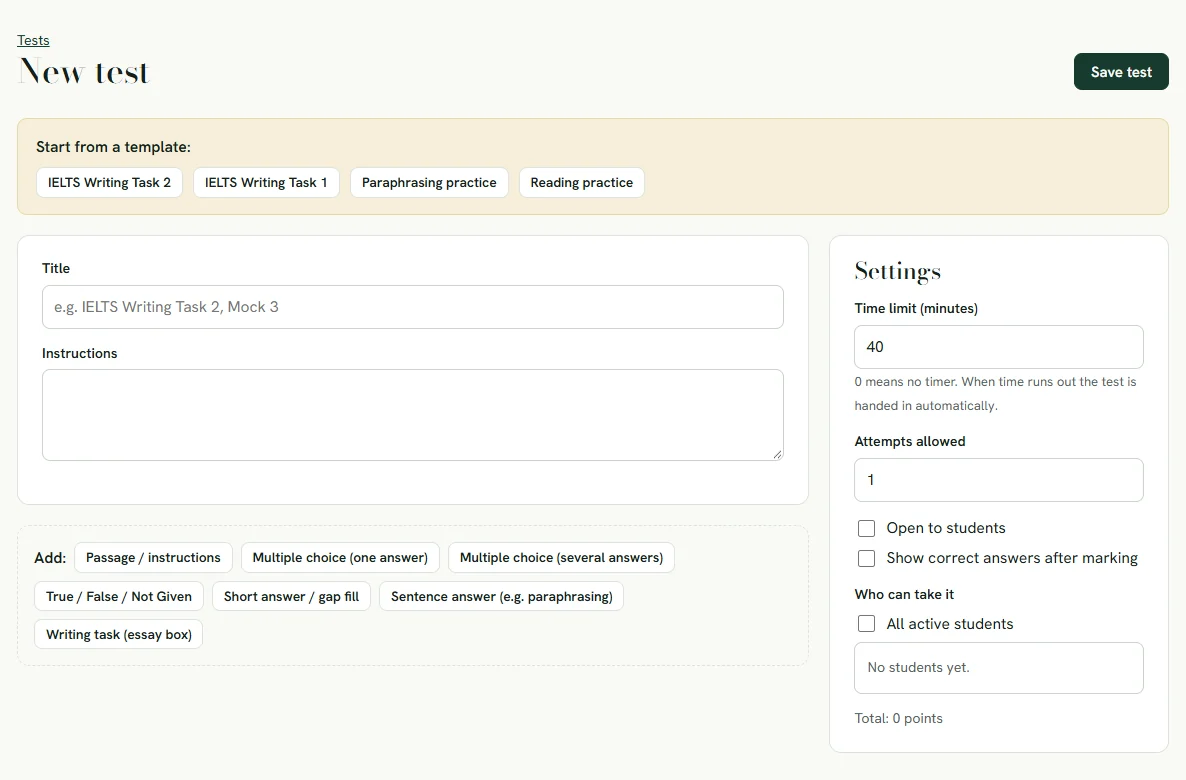 Tests
New test
Save test
Start from a template:
IELTS Writing Task 2
IELTS Writing Task 1
Paraphrasing practice
Reading practice
Title
e.g. IELTS Writing Task 2, Mock 3
Instructions
Add:
Passage / instructions
Multiple choice (one answer)
Multiple choice (several answers)
True / False / Not Given
Short answer / gap fill
Sentence answer (e.g. paraphrasing)
Writing task (essay box)
Settings
Time limit (minutes)
40
0 means no timer. When time runs out the test is
handed in automatically.
Attempts allowed
1
Open to students
Show correct answers after marking
Who can take it
All active students
No students yet.
Total: 0 points